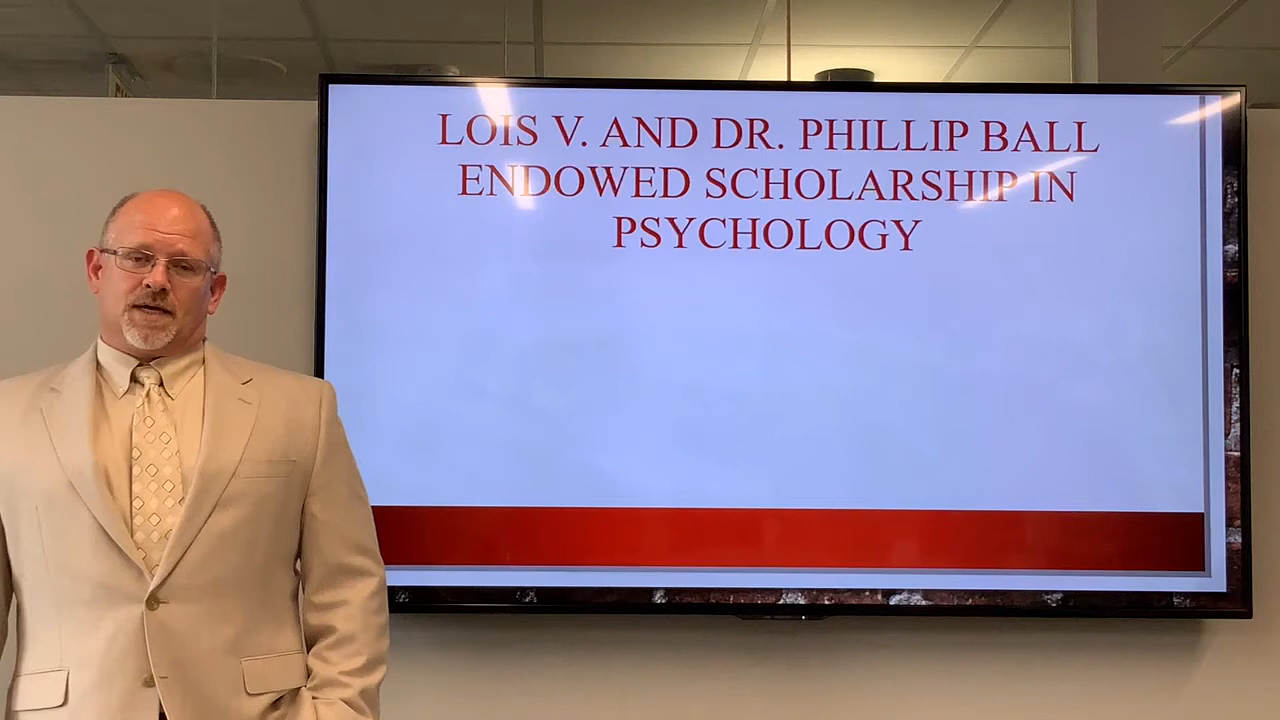 LOIS V. AND DR. PHILLIP BALL
ENDOWED SCHOLARSHIP IN
PSYCHOLOGY